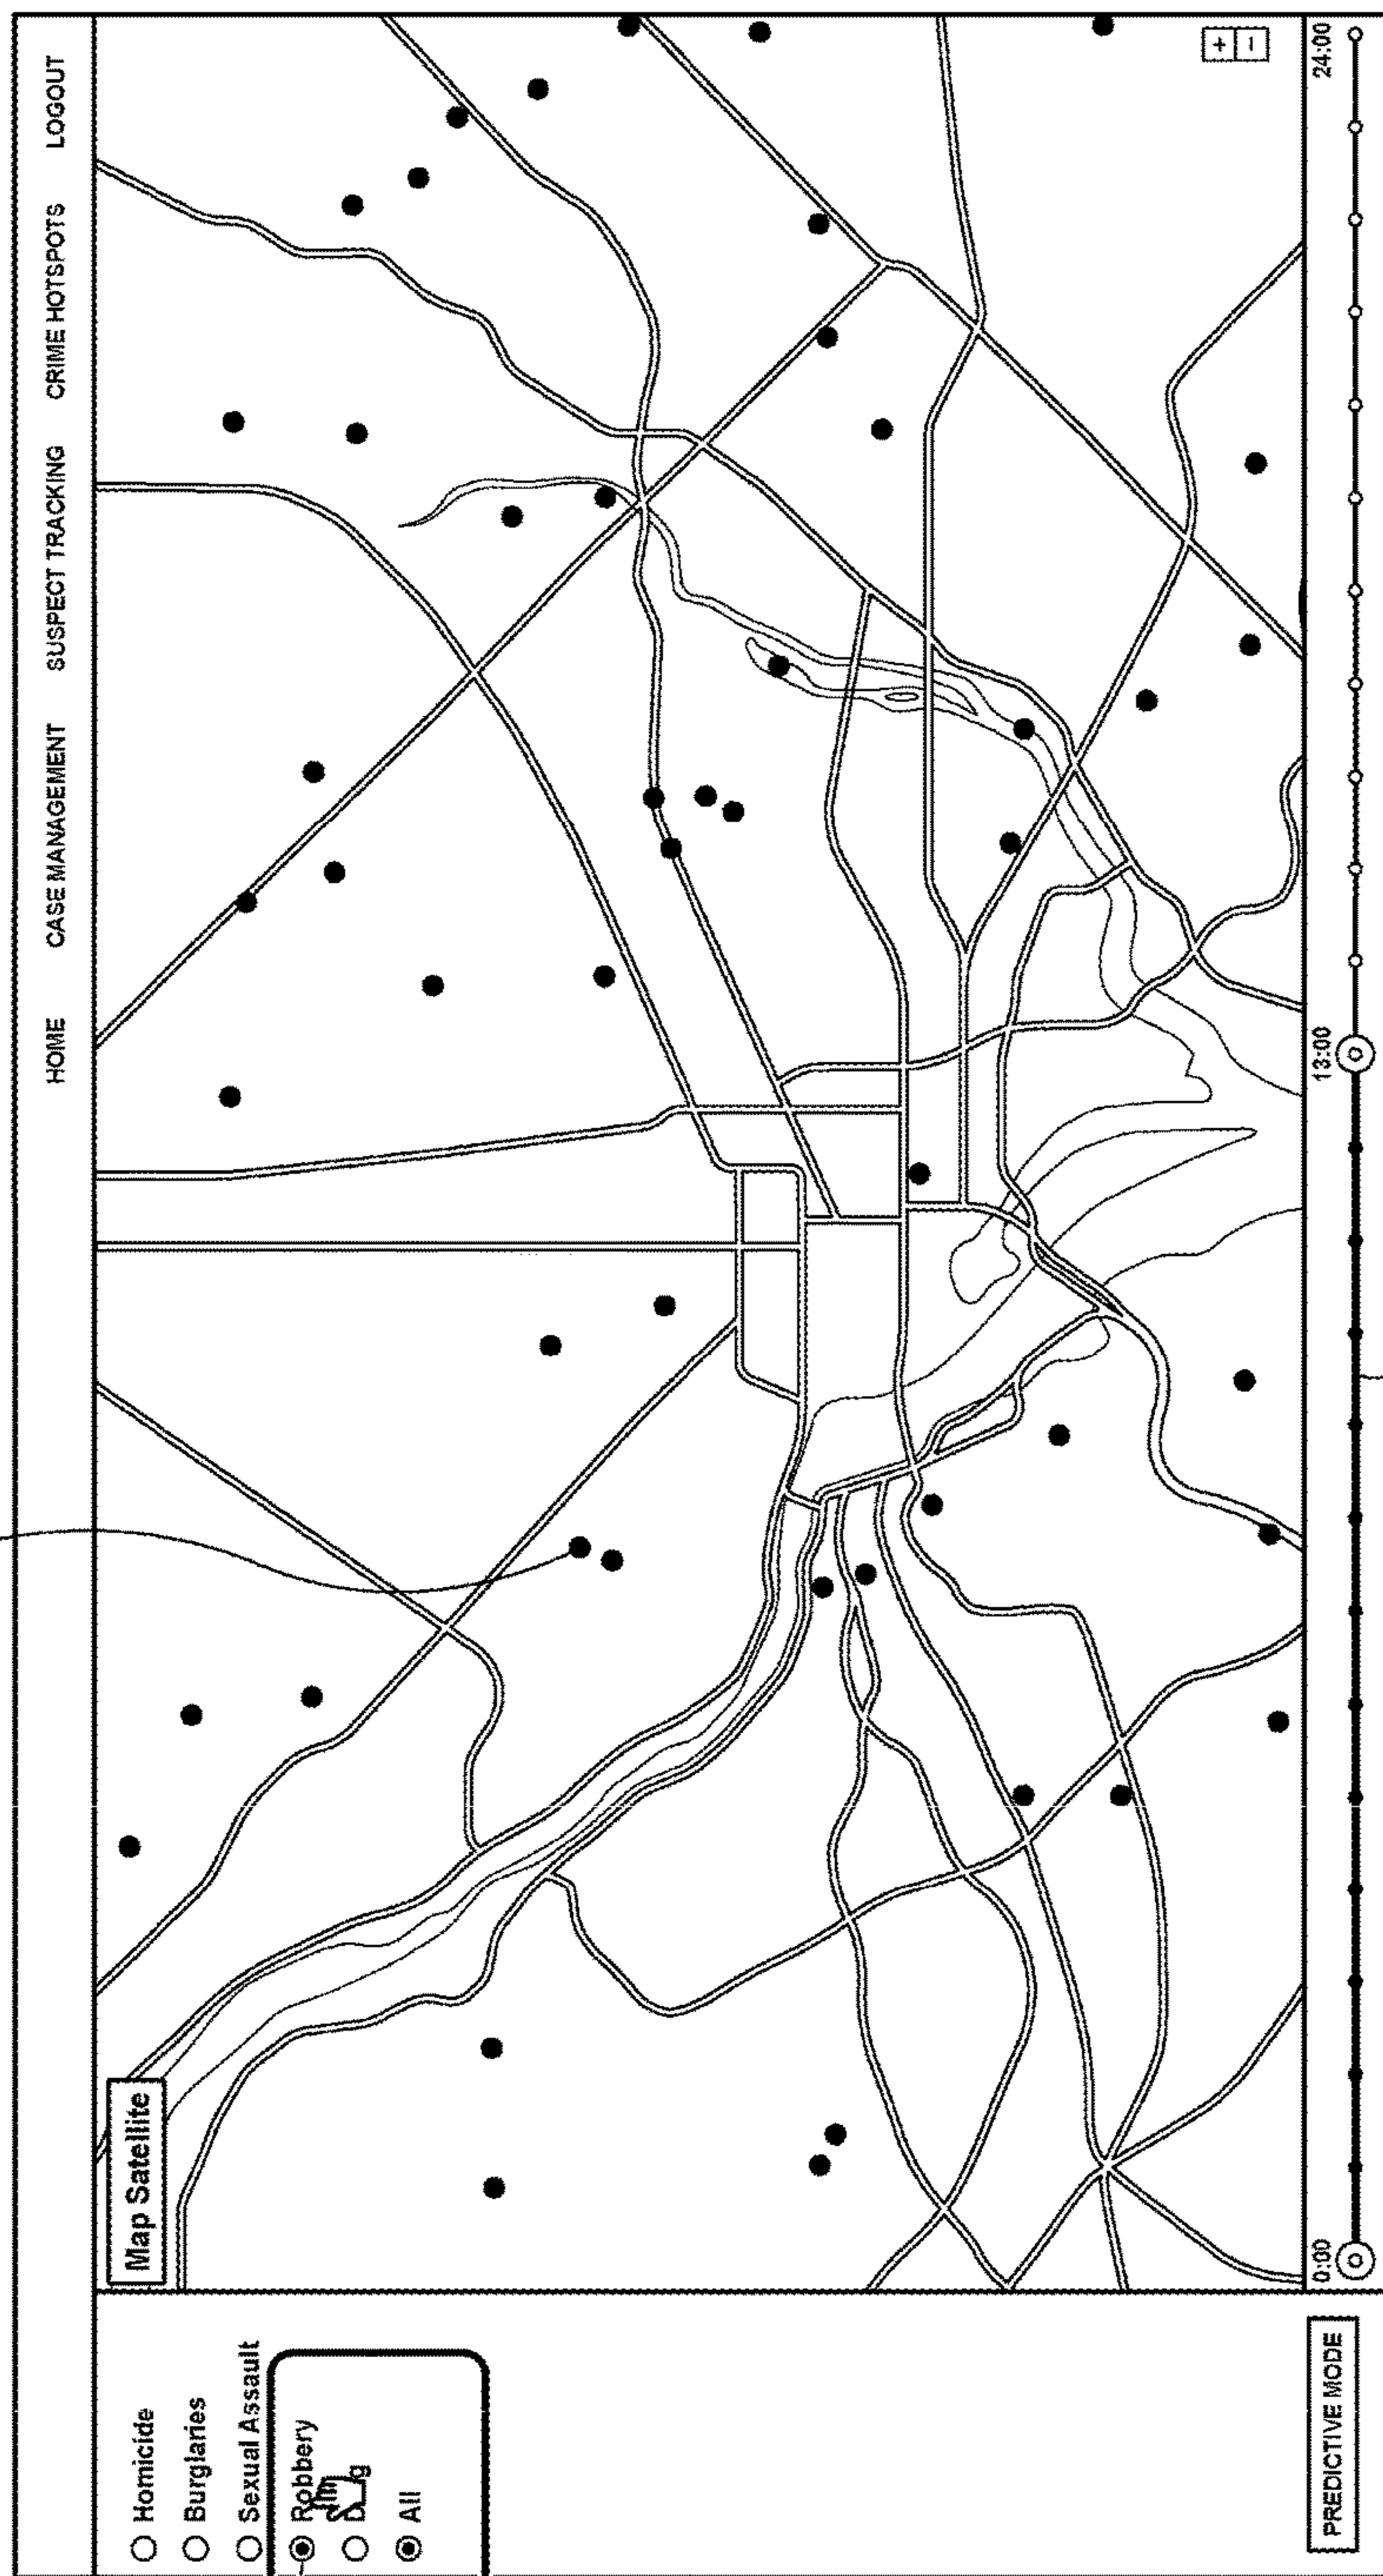 HOME CASE MANAGEMENT SUSPECT TRACKING CRIME HOTSPOTS LOGOUT
Map Satellite
Homicide
Burglaries
Sexual Assault
Robbery
All
+
−
PREDICTIVE MODE
0:00 13:00 24:00